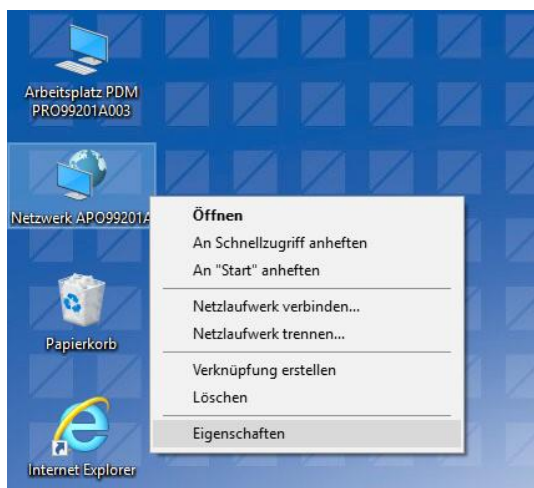 Arbeitsplatz PDM
PRO99201A003
Netzwerk APO99201A
Öffnen
An Schnellzugriff anheften
An "Start" anheften
Netzlaufwerk verbinden...
Netzlaufwerk trennen...
Verknüpfung erstellen
Löschen
Eigenschaften
Papierkorb
Internet Explorer